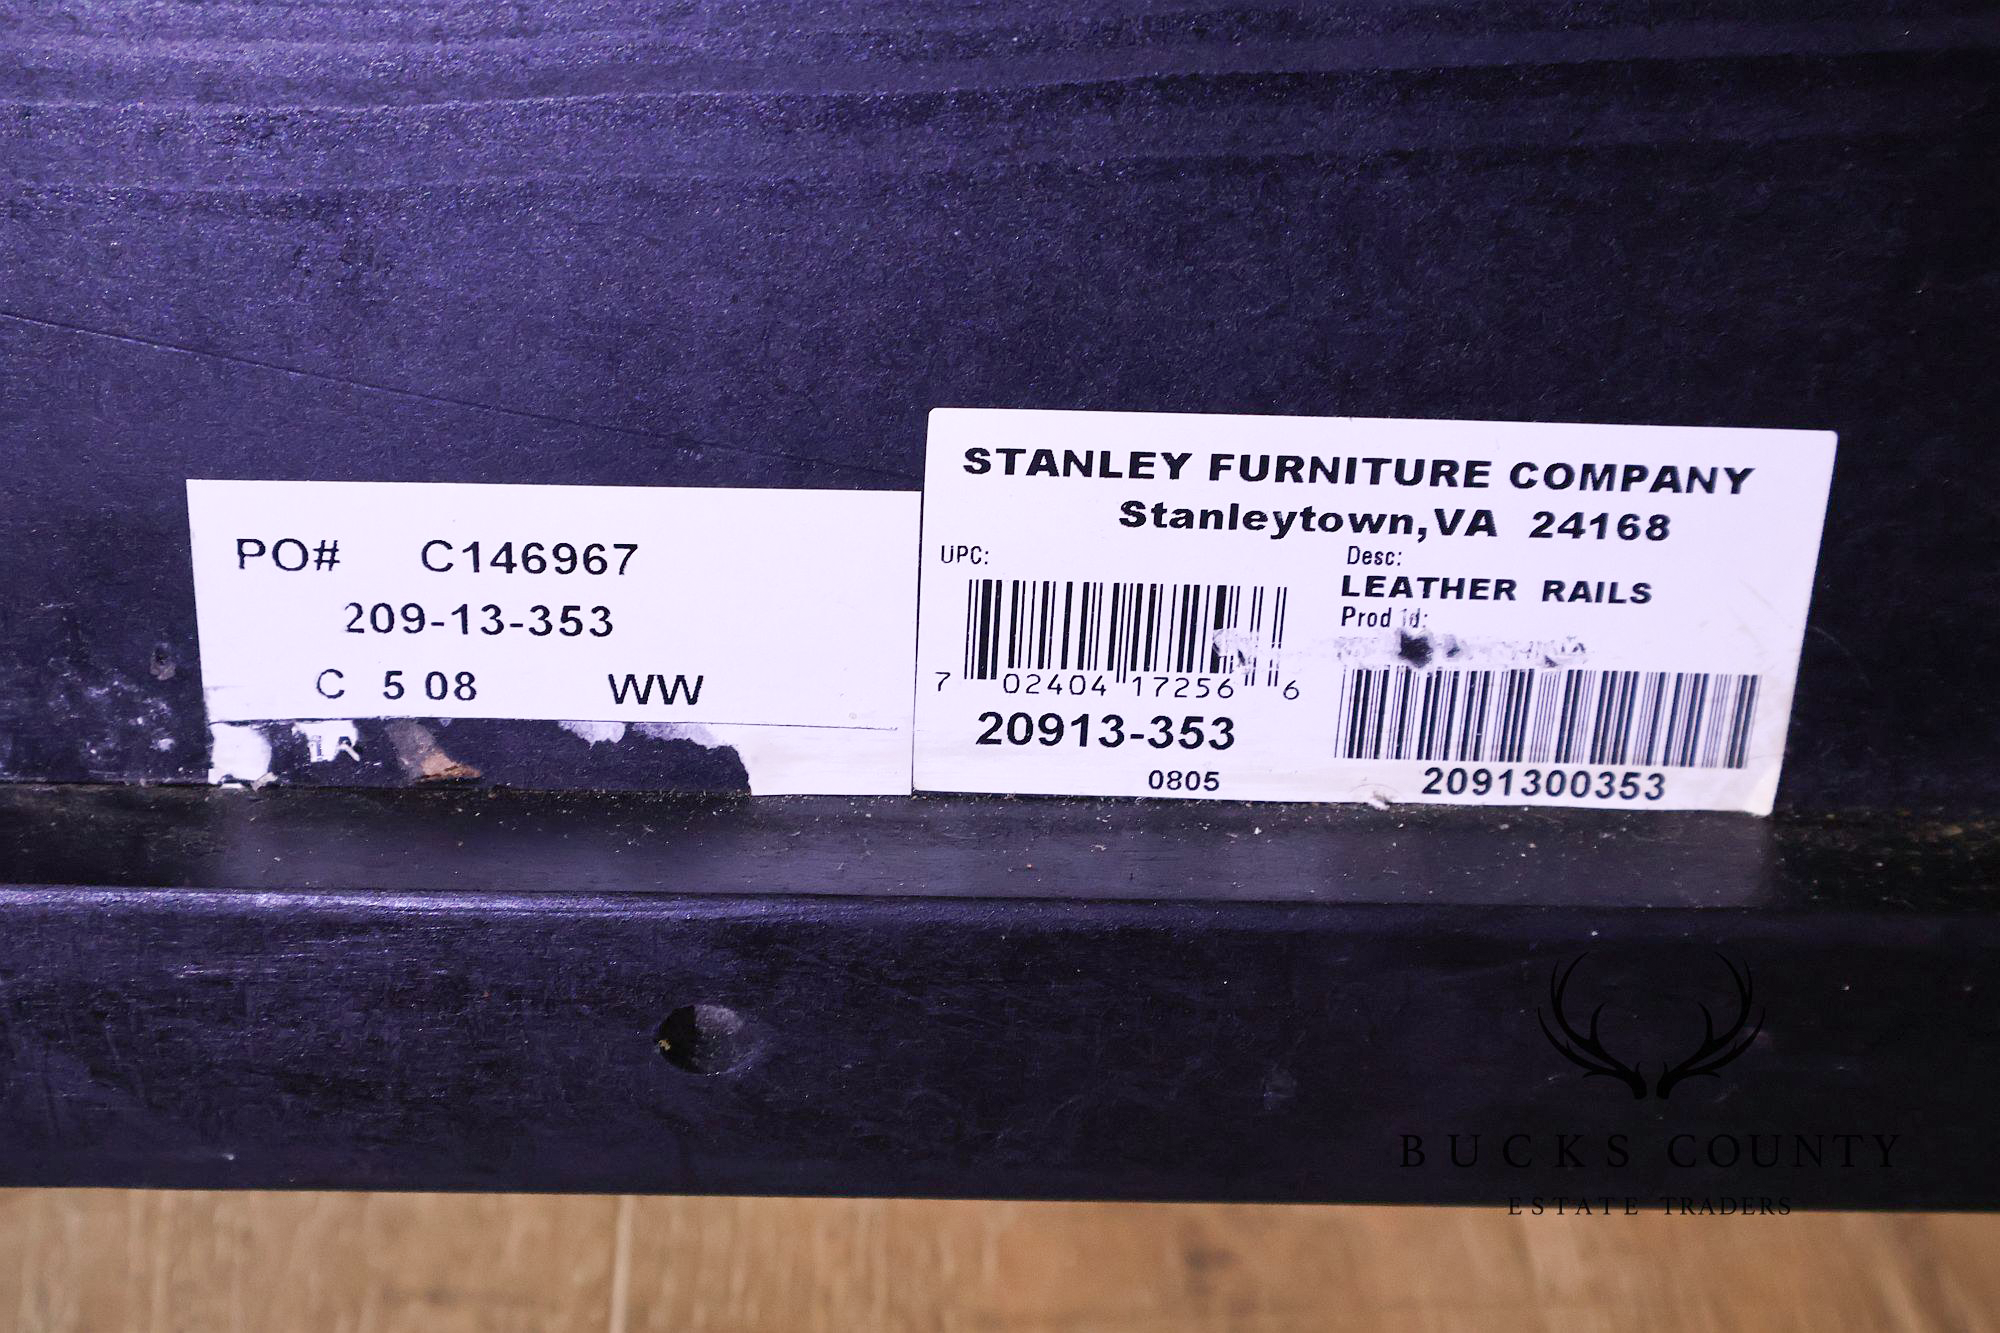 PO# C146967
209-13-353
C 5 08 WW
STANLEY FURNITURE COMPANY
Stanleytown,VA 24168
UPC:
7 02404 17256 6
20913-353
0805
Desc:
LEATHER RAILS
Prod id:
2091300353
BUCKS COUNTY
ESTATE TRADERS